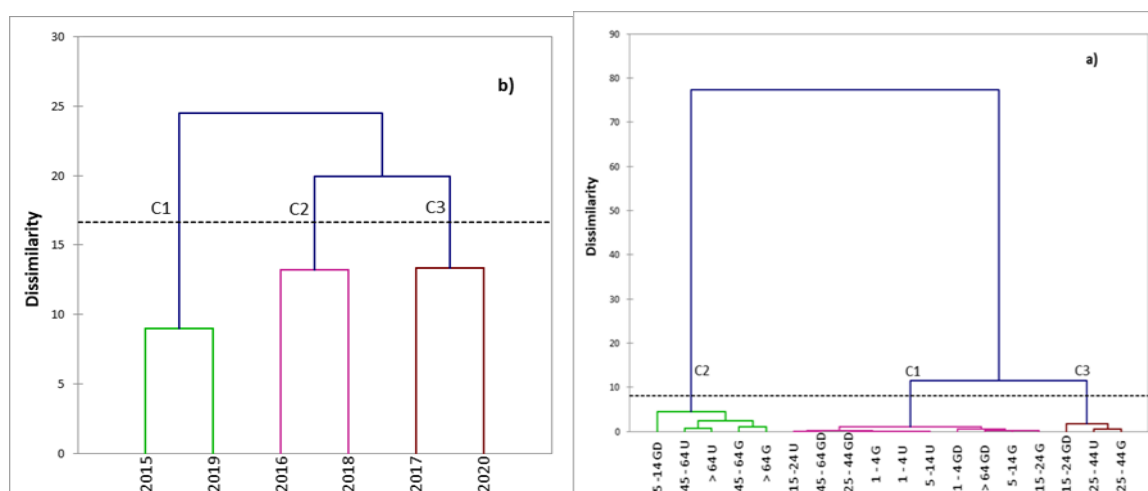 b)
Dissimilarity
30
25
20
15
10
5
0
C1
C2
C3
2015
2019
2016
2018
2017
2020
a)
Dissimilarity
90
80
70
60
50
40
30
20
10
0
C2
C1
C3
5 -14 GD
45 - 64 U
> 64 U
45 - 64 G
> 64 G
15 -24 U
45 - 64 GD
25 - 44 GD
1 - 4 G
1 - 4 U
5 -14 U
1 - 4 GD
> 64 GD
5 -14 G
15 -24 G
15 -24 GD
25 - 44 U
25 - 44 G